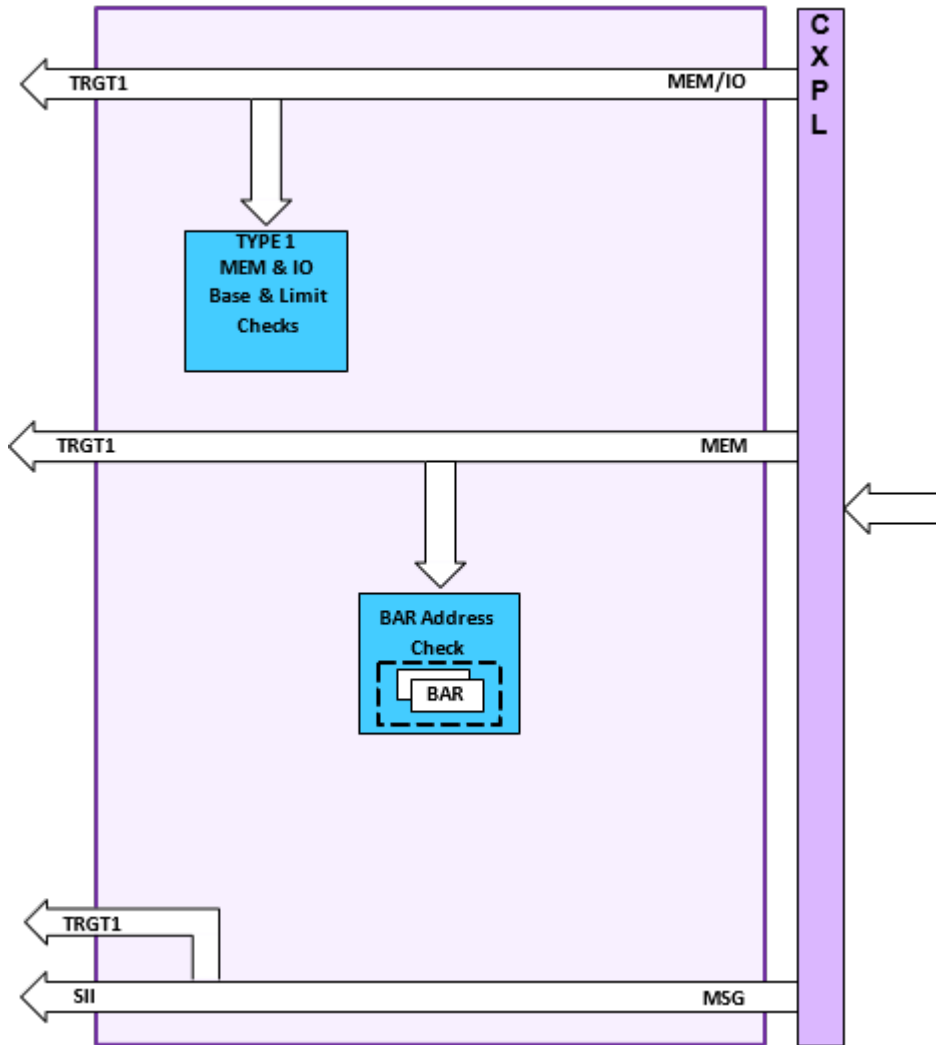 C
X
P
L
TRGT1
MEM/IO
TYPE 1
MEM & IO
Base & Limit
Checks
TRGT1
MEM
BAR Address
Check
BAR
TRGT1
SII
MSG